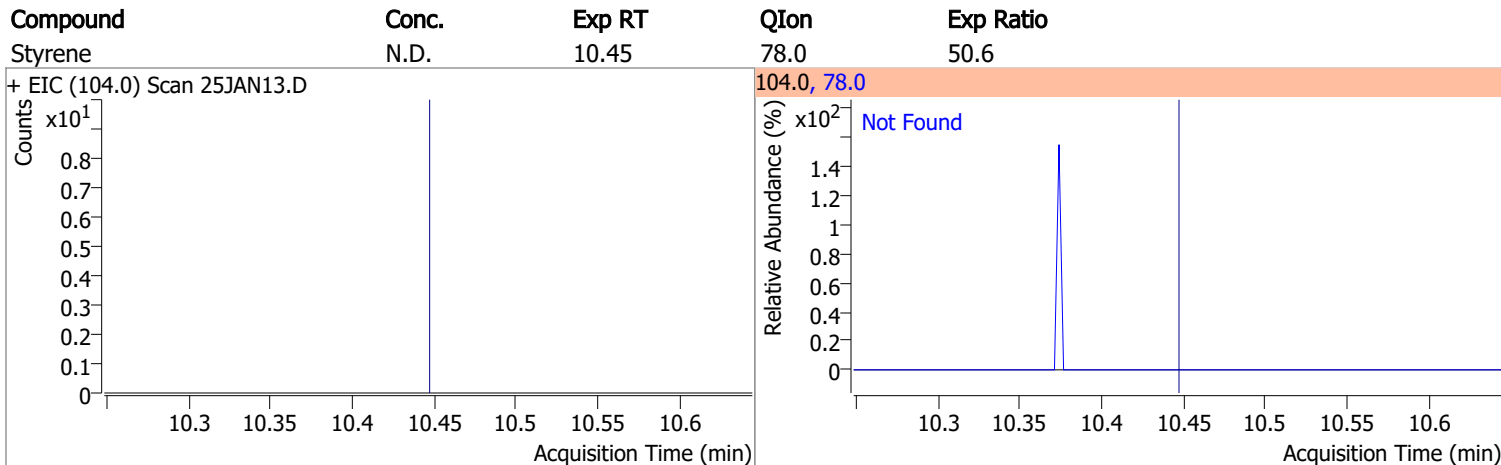 Compound Conc. Exp RT QIon Exp Ratio
Styrene N.D. 10.45 78.0 50.6
+ EIC (104.0) Scan 25JAN13.D
Counts
x10¹
0.8
0.7
0.6
0.5
0.4
0.3
0.2
0.1
0
10.3 10.35 10.4 10.45 10.5 10.55 10.6
Acquisition Time (min)
104.0, 78.0
Relative Abundance (%)
x10²
Not Found
1.4
1.2
1
0.8
0.6
0.4
0.2
0
10.3 10.35 10.4 10.45 10.5 10.55 10.6
Acquisition Time (min)